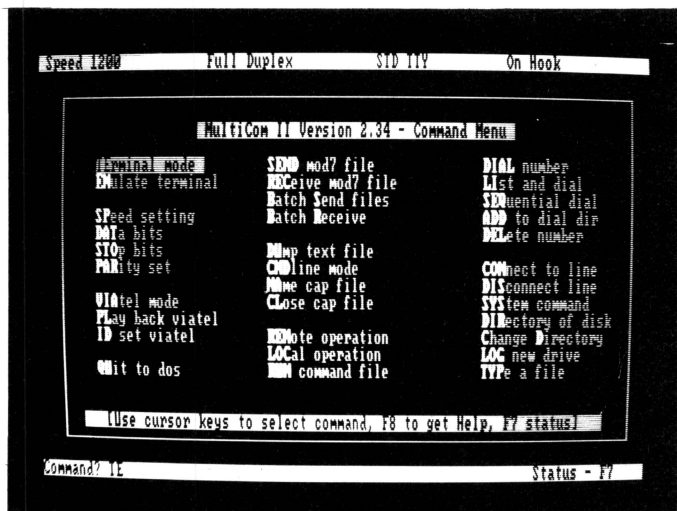 Speed 1200 Full Duplex STD TTY On Hook
MultiCom II Version 2.34 - Command Menu
TErminal mode
EMulate terminal
SPeed setting
DATa bits
STOp bits
PARity set
VIAtel mode
PLay back viatel
ID set viatel
QUit to dos
SEND mod7 file
RECeive mod7 file
Batch Send files
Batch Receive
DUmp text file
CMDline mode
NAme cap file
CLose cap file
REMote operation
LOCal operation
RUN command file
DIAL number
LIst and dial
SEQuential dial
ADD to dial dir
DELete number
CONnect to line
DISconnect line
SYStem command
DIRectory of disk
Change Directory
LOG new drive
TYPe a file
[Use cursor keys to select command, F8 to get Help, F7 status]
Command? TE Status - F7